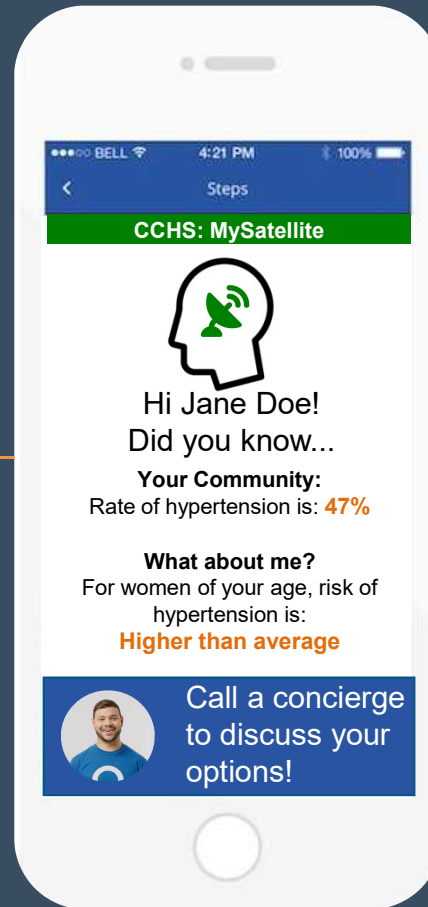 BELL 4:21 PM 100%
Steps
CCHS: MySatellite
Hi Jane Doe!
Did you know...
Your Community:
Rate of hypertension is: 47%
What about me?
For women of your age, risk of
hypertension is:
Higher than average
Call a concierge
to discuss your
options!